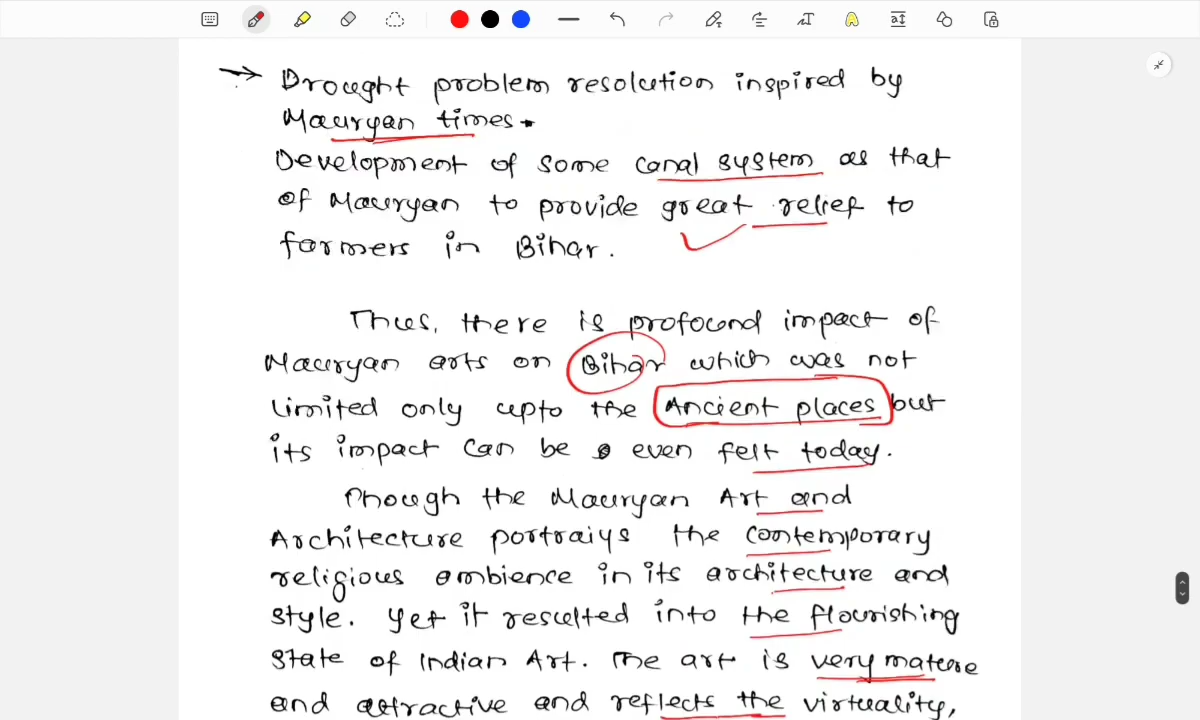 → Drought problem resolution inspired by
Mauryan times.
Development of some canal system as that
of Mauryan to provide great relief to
farmers in Bihar.
Thus, there is profound impact of
Mauryan arts on Bihar which was not
limited only upto the Ancient places but
its impact can be even felt today.
Though the Mauryan Art and
Architecture portraiys the contemporary
religious ambience in its architecture and
style. Yet it resulted into the flourishing
state of Indian Art. The art is very mature
and attractive and reflects the virtuality,